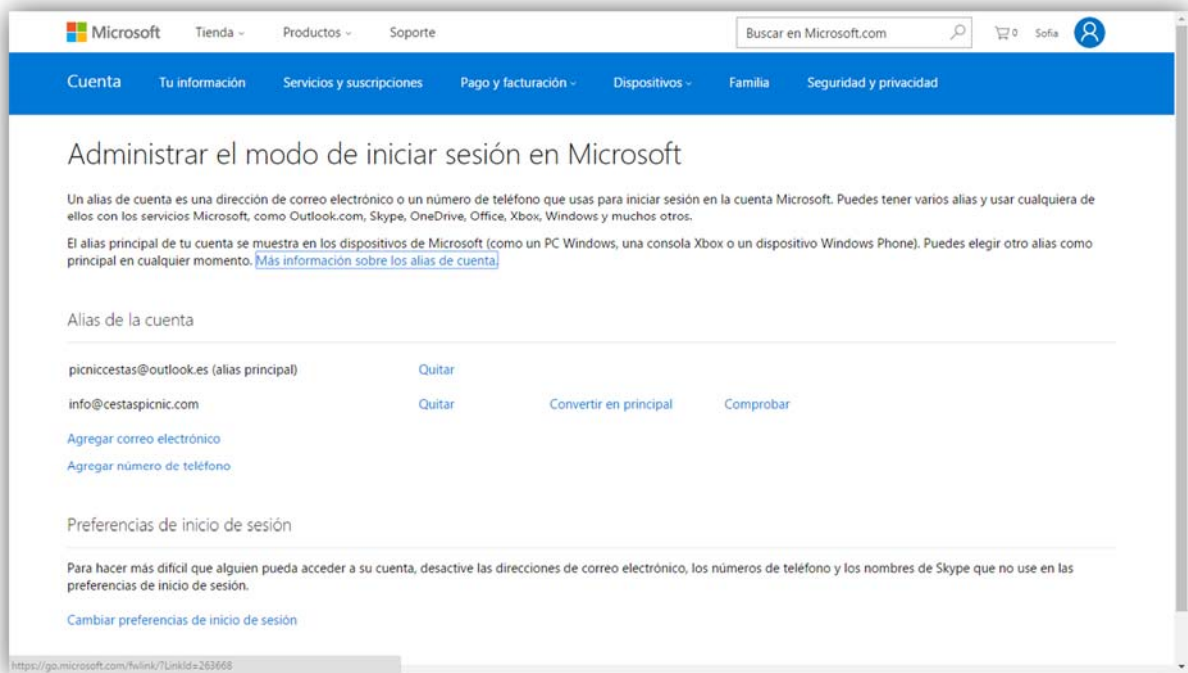 Microsoft Tienda Productos Soporte Buscar en Microsoft.com 0 Sofia
Cuenta Tu información Servicios y suscripciones Pago y facturación Dispositivos Familia Seguridad y privacidad
Administrar el modo de iniciar sesión en Microsoft
Un alias de cuenta es una dirección de correo electrónico o un número de teléfono que usas para iniciar sesión en la cuenta Microsoft. Puedes tener varios alias y usar cualquiera de
ellos con los servicios Microsoft, como Outlook.com, Skype, OneDrive, Office, Xbox, Windows y muchos otros.
El alias principal de tu cuenta se muestra en los dispositivos de Microsoft (como un PC Windows, una consola Xbox o un dispositivo Windows Phone). Puedes elegir otro alias como
principal en cualquier momento. Más información sobre los alias de cuenta.
Alias de la cuenta
picniccestas@outlook.es (alias principal) Quitar
info@cestaspicnic.com Quitar Convertir en principal Comprobar
Agregar correo electrónico
Agregar número de teléfono
Preferencias de inicio de sesión
Para hacer más difícil que alguien pueda acceder a su cuenta, desactive las direcciones de correo electrónico, los números de teléfono y los nombres de Skype que no use en las
preferencias de inicio de sesión.
Cambiar preferencias de inicio de sesión
https://go.microsoft.com/fwlink/?LinkId=263668